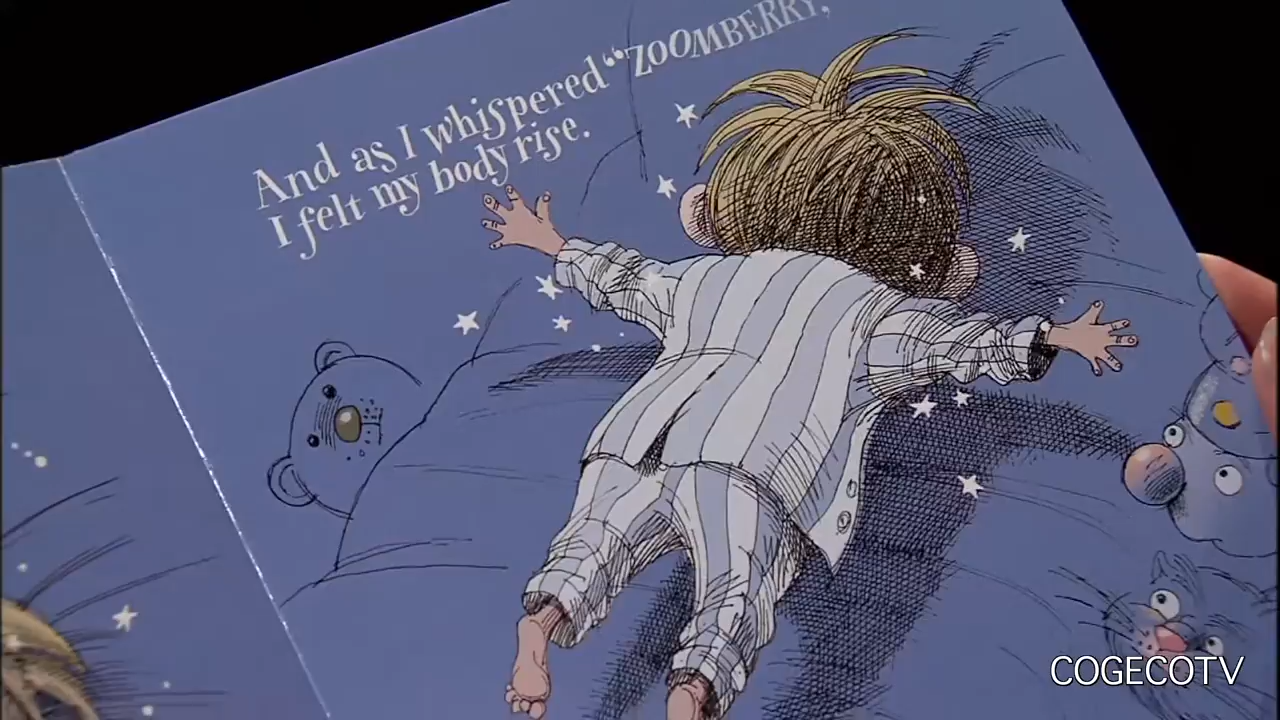 And as I whispered “ZOOMBERRY,
I felt my body rise.
COGECOTV